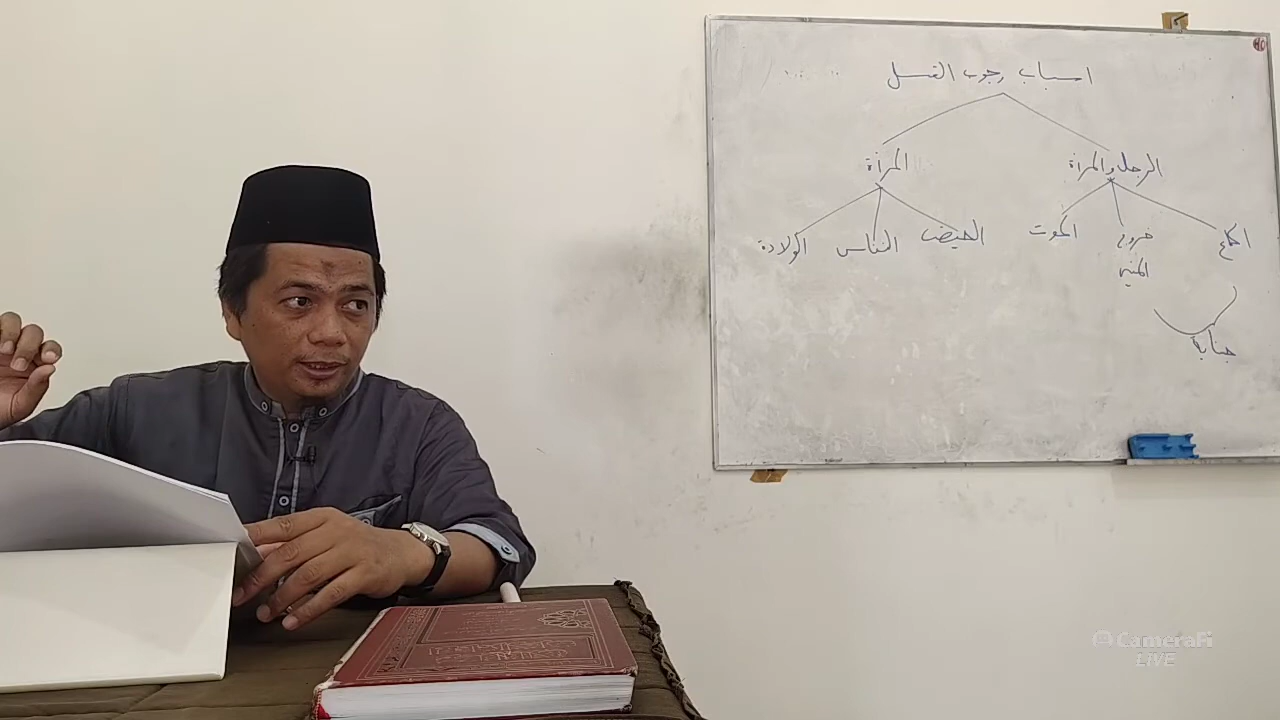 اسباب وجوب الغسل
الرجل والمرأة
المرأة
الجماع
خروج المني
الموت
الحيض
النفاس
الولادة
جنابة
CameraFi
LIVE